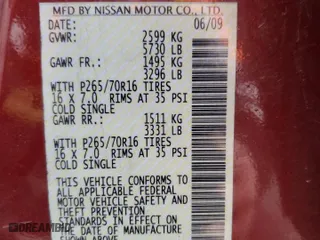 MFD BY NISSAN MOTOR CO., LTD.
06/09
GVWR: 2599 KG
5730 LB
GAWR FR.: 1495 KG
3296 LB
WITH P265/70R16 TIRES
16 X 7.0 RIMS AT 35 PSI
COLD SINGLE
GAWR RR.: 1511 KG
3331 LB
WITH P265/70R16 TIRES
16 X 7.0 RIMS AT 35 PSI
COLD SINGLE
THIS VEHICLE CONFORMS TO
ALL APPLICABLE FEDERAL
MOTOR VEHICLE SAFETY AND
THEFT PREVENTION
STANDARDS IN EFFECT ON
THE DATE OF MANUFACTURE
SHOWN ABOVE